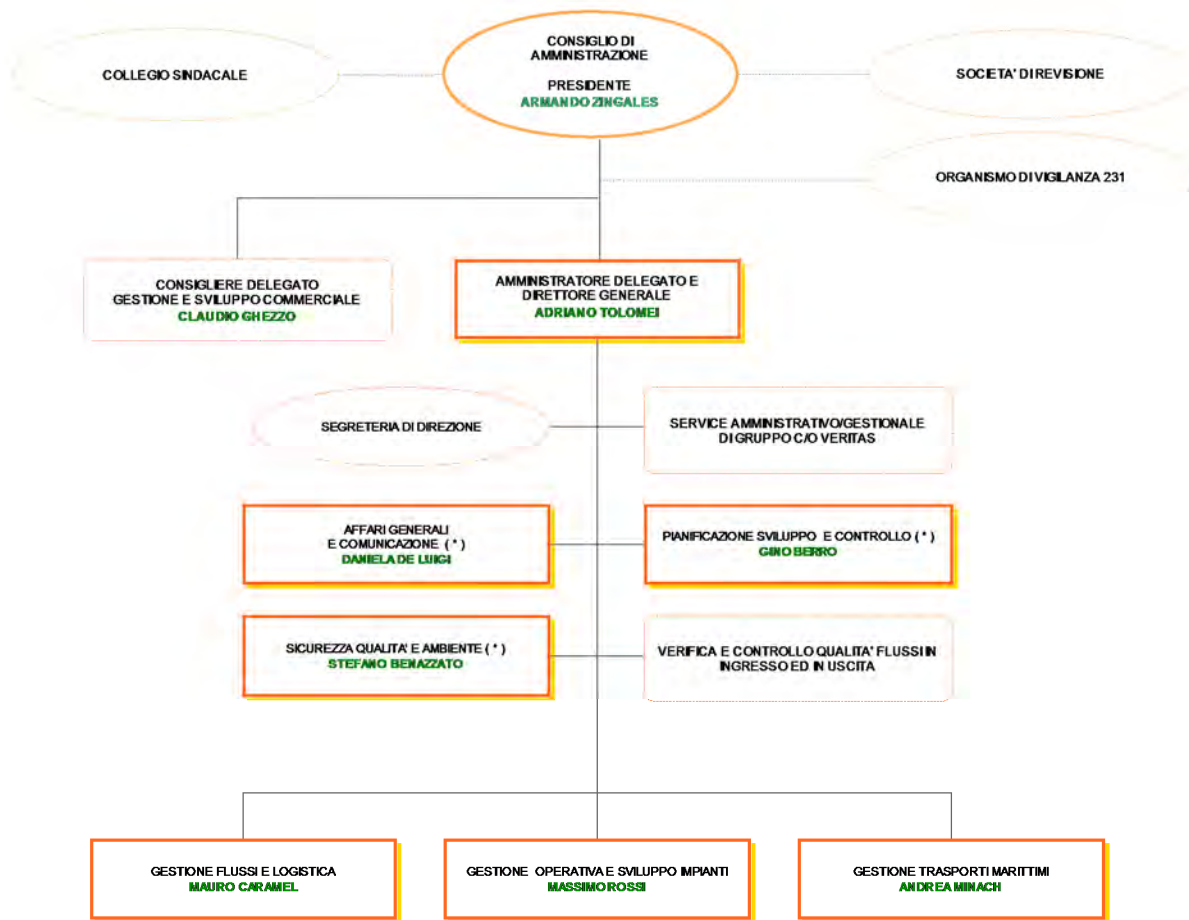 CONSIGLIO DI
AMMINISTRAZIONE
PRESIDENTE
ARMANDO ZINGALES
COLLEGIO SINDACALE
SOCIETA' DI REVISIONE
ORGANISMO DI VIGILANZA 231
CONSIGLIERE DELEGATO
GESTIONE E SVILUPPO COMMERCIALE
CLAUDIO GHEZZO
AMMINISTRATORE DELEGATO E
DIRETTORE GENERALE
ADRIANO TOLOMEI
SEGRETERIA DI DIREZIONE
SERVICE AMMINISTRATIVO/GESTIONALE
DI GRUPPO C/O VERITAS
AFFARI GENERALI
E COMUNICAZIONE ( * )
DANIELA DE LUIGI
PIANIFICAZIONE SVILUPPO E CONTROLLO ( * )
GINO BERRO
SICUREZZA QUALITA' E AMBIENTE ( * )
STEFANO BENAZZATO
VERIFICA E CONTROLLO QUALITA' FLUSSI IN
INGRESSO ED IN USCITA
GESTIONE FLUSSI E LOGISTICA
MAURO CARAMEL
GESTIONE OPERATIVA E SVILUPPO IMPIANTI
MASSIMO ROSSI
GESTIONE TRASPORTI MARITTIMI
ANDREA MINACH